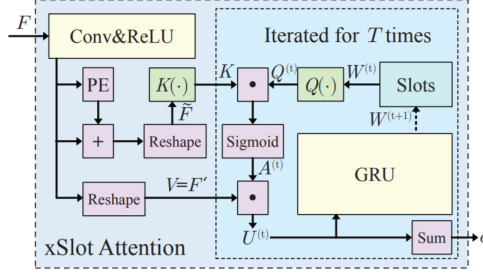 F
Conv&ReLU
Iterated for T times
PE
K(·)
K
Q⁽ᵗ⁾
Q(·)
W⁽ᵗ⁾
Slots
F̃
W⁽ᵗ⁺¹⁾
+
Reshape
Sigmoid
A⁽ᵗ⁾
GRU
Reshape
V=F′
xSlot Attention
U⁽ᵗ⁾
Sum